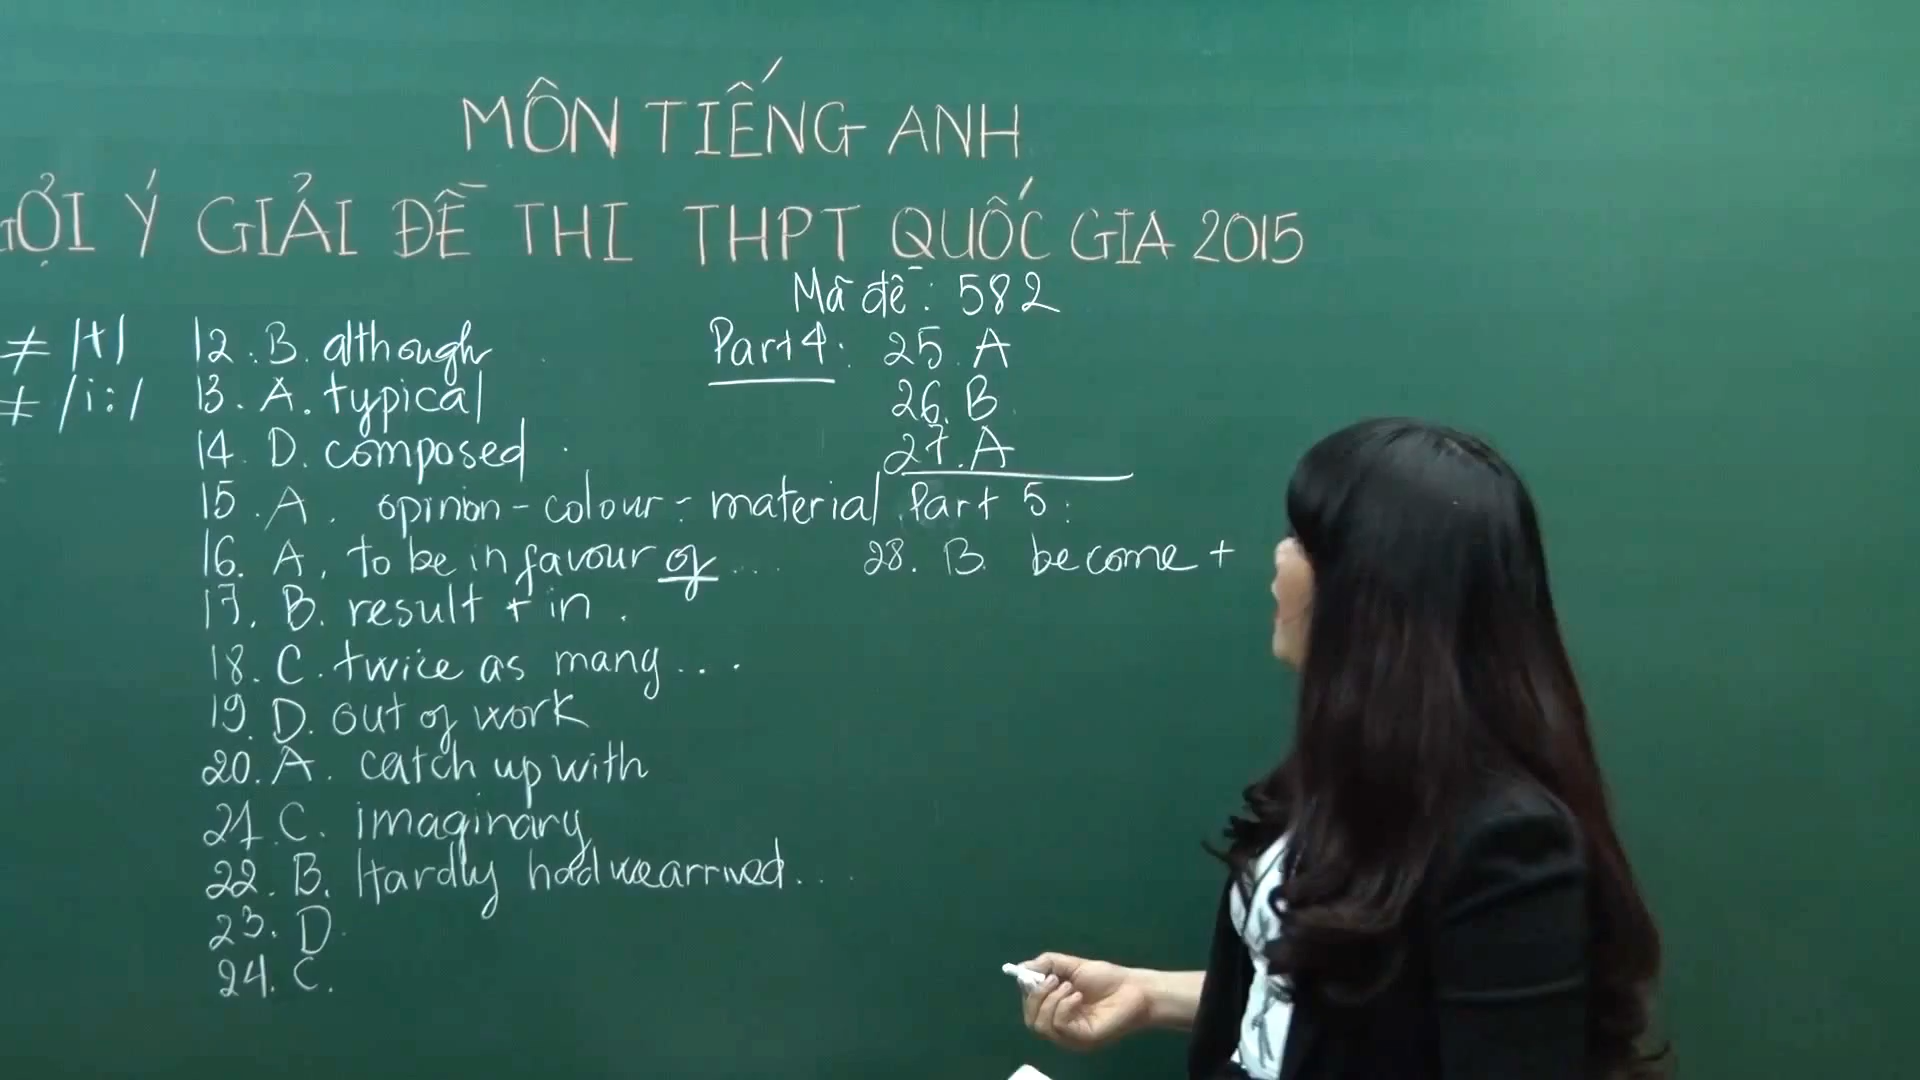 MÔN TIẾNG ANH
GỢI Ý GIẢI ĐỀ THI THPT QUỐC GIA 2015
Mã đề: 582
≠ /t/
≠ /i:/
12. B. although
13. A. typical
14. D. composed
15. A. opinion - colour - material
16. A. to be in favour of ...
17. B. result + in.
18. C. twice as many ...
19. D. out of work
20. A. catch up with
21. C. imaginary
22. B. Hardly had we arrived...
23. D.
24. C.
Part 4: 25. A
26. B.
27. A
Part 5:
28. B. become +